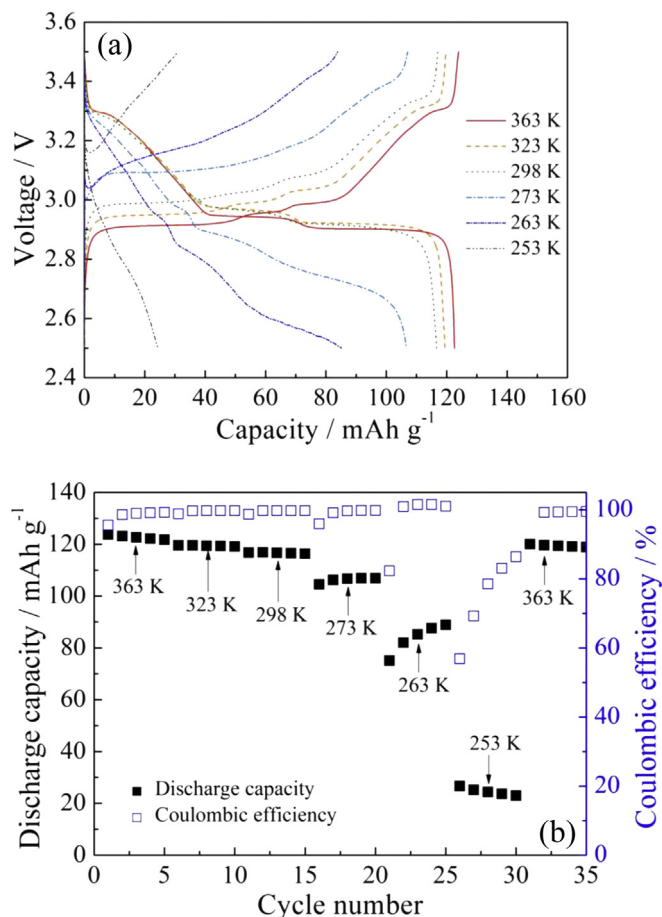 (a)
3.6
3.4
3.2
3.0
2.8
2.6
2.4
Voltage / V
363 K
323 K
298 K
273 K
263 K
253 K
0 20 40 60 80 100 120 140 160
Capacity / mAh g⁻¹
140
120
100
80
60
40
20
0
Discharge capacity / mAh g⁻¹
363 K
323 K
298 K
273 K
263 K
253 K
363 K
Discharge capacity
Coulombic efficiency
(b)
100
80
60
40
20
0
Coulombic efficiency / %
0 5 10 15 20 25 30 35
Cycle number